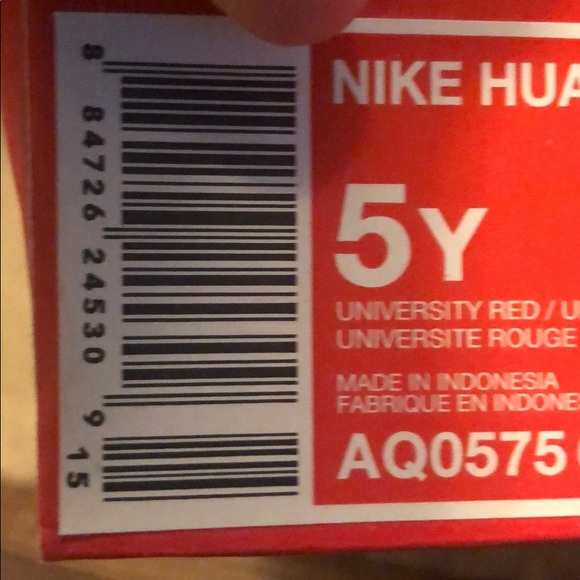 8 84726 24530 9 15
NIKE HUA
5Y
UNIVERSITY RED / U
UNIVERSITE ROUGE
MADE IN INDONESIA
FABRIQUE EN INDONE
AQ0575